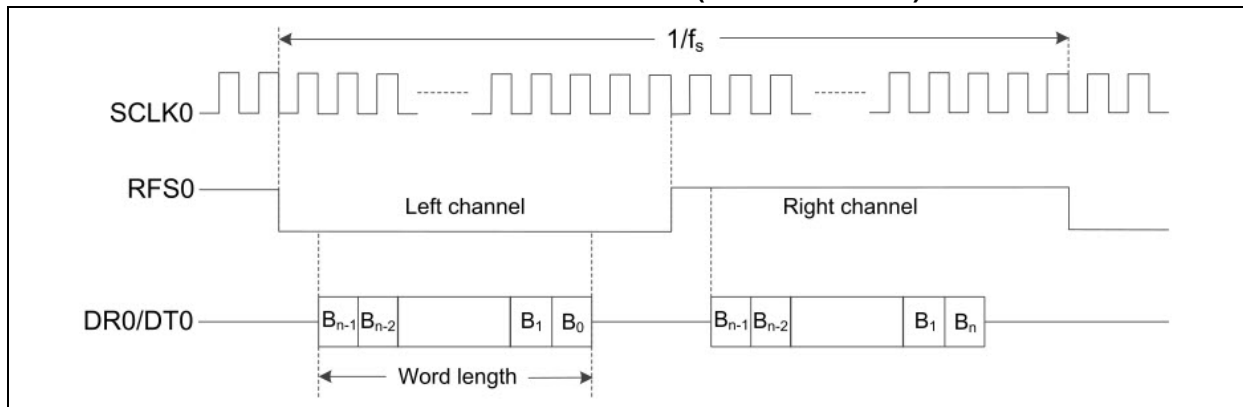 1/fs
SCLK0
RFS0
Left channel
Right channel
DR0/DT0
Bn-1
Bn-2
B1
B0
Bn-1
Bn-2
B1
Bn
Word length